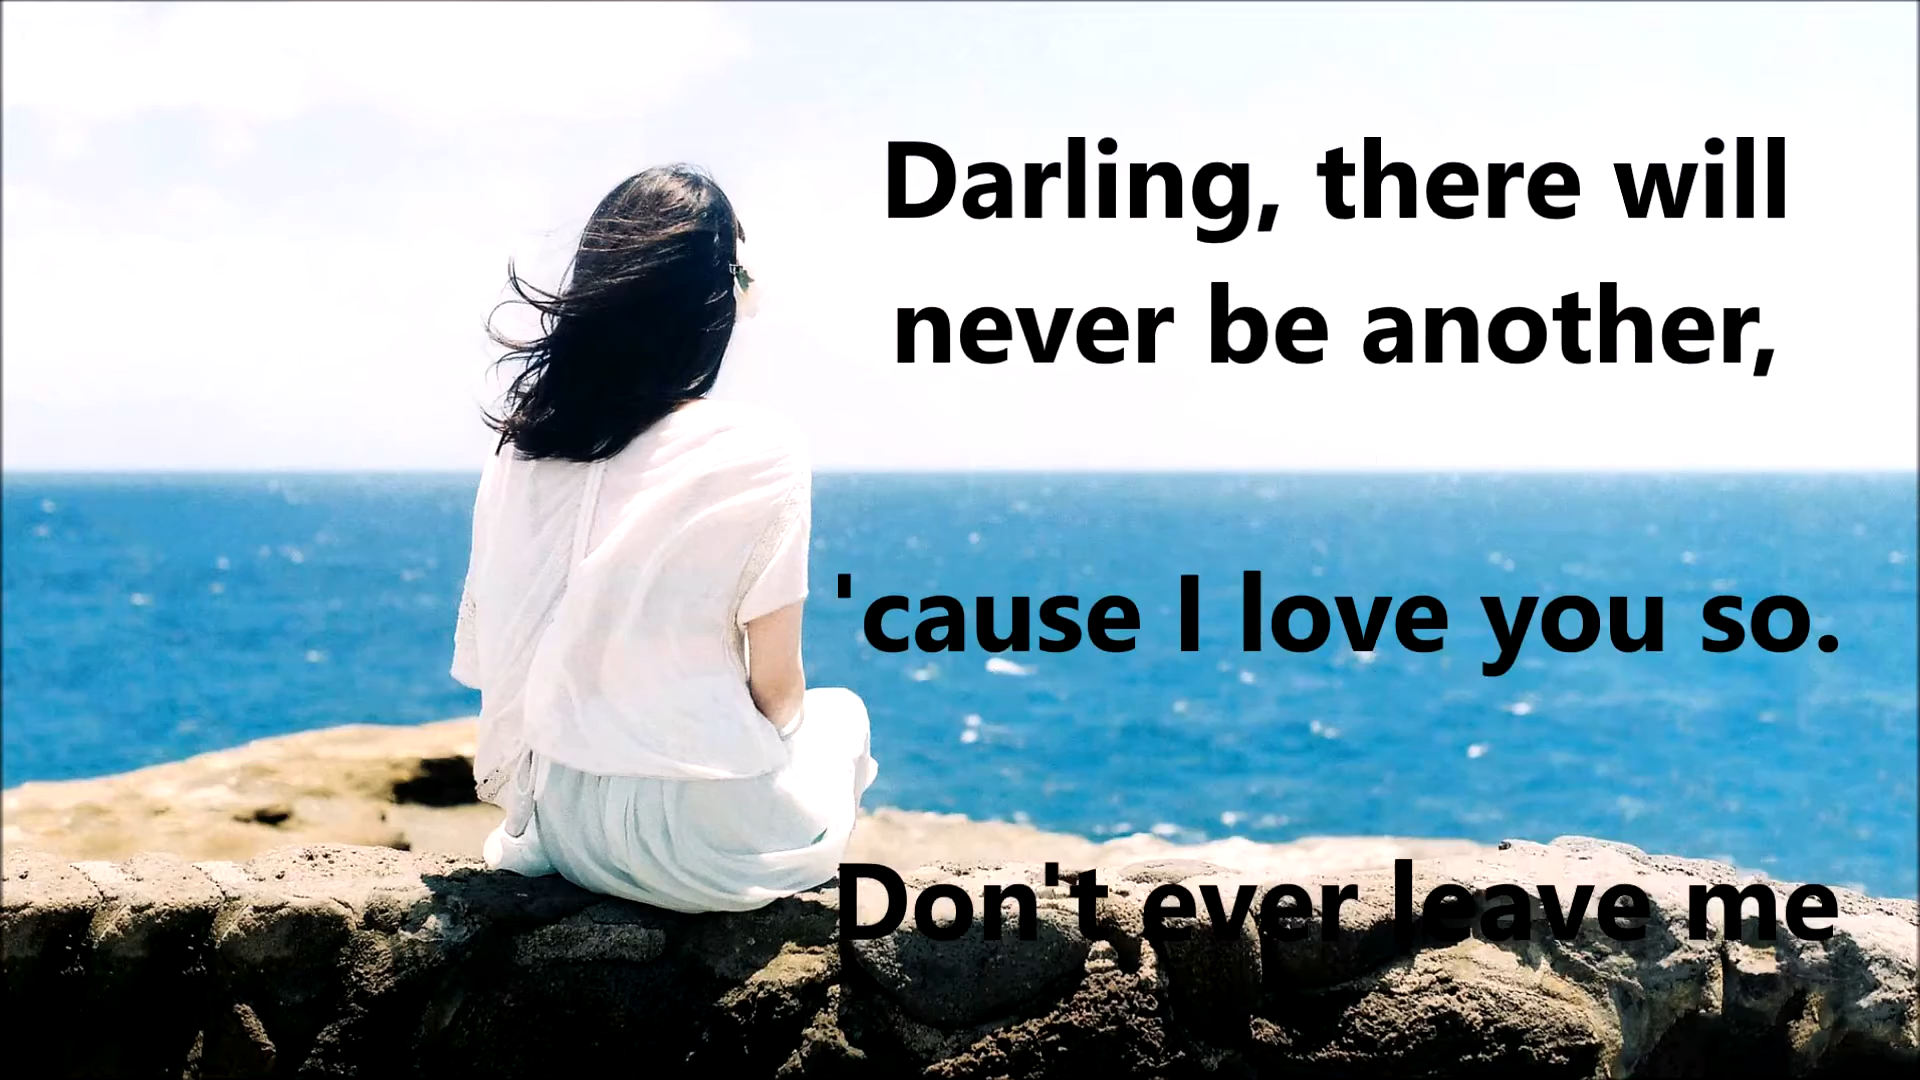 Darling, there will
never be another,
'cause I love you so.
Don't ever leave me